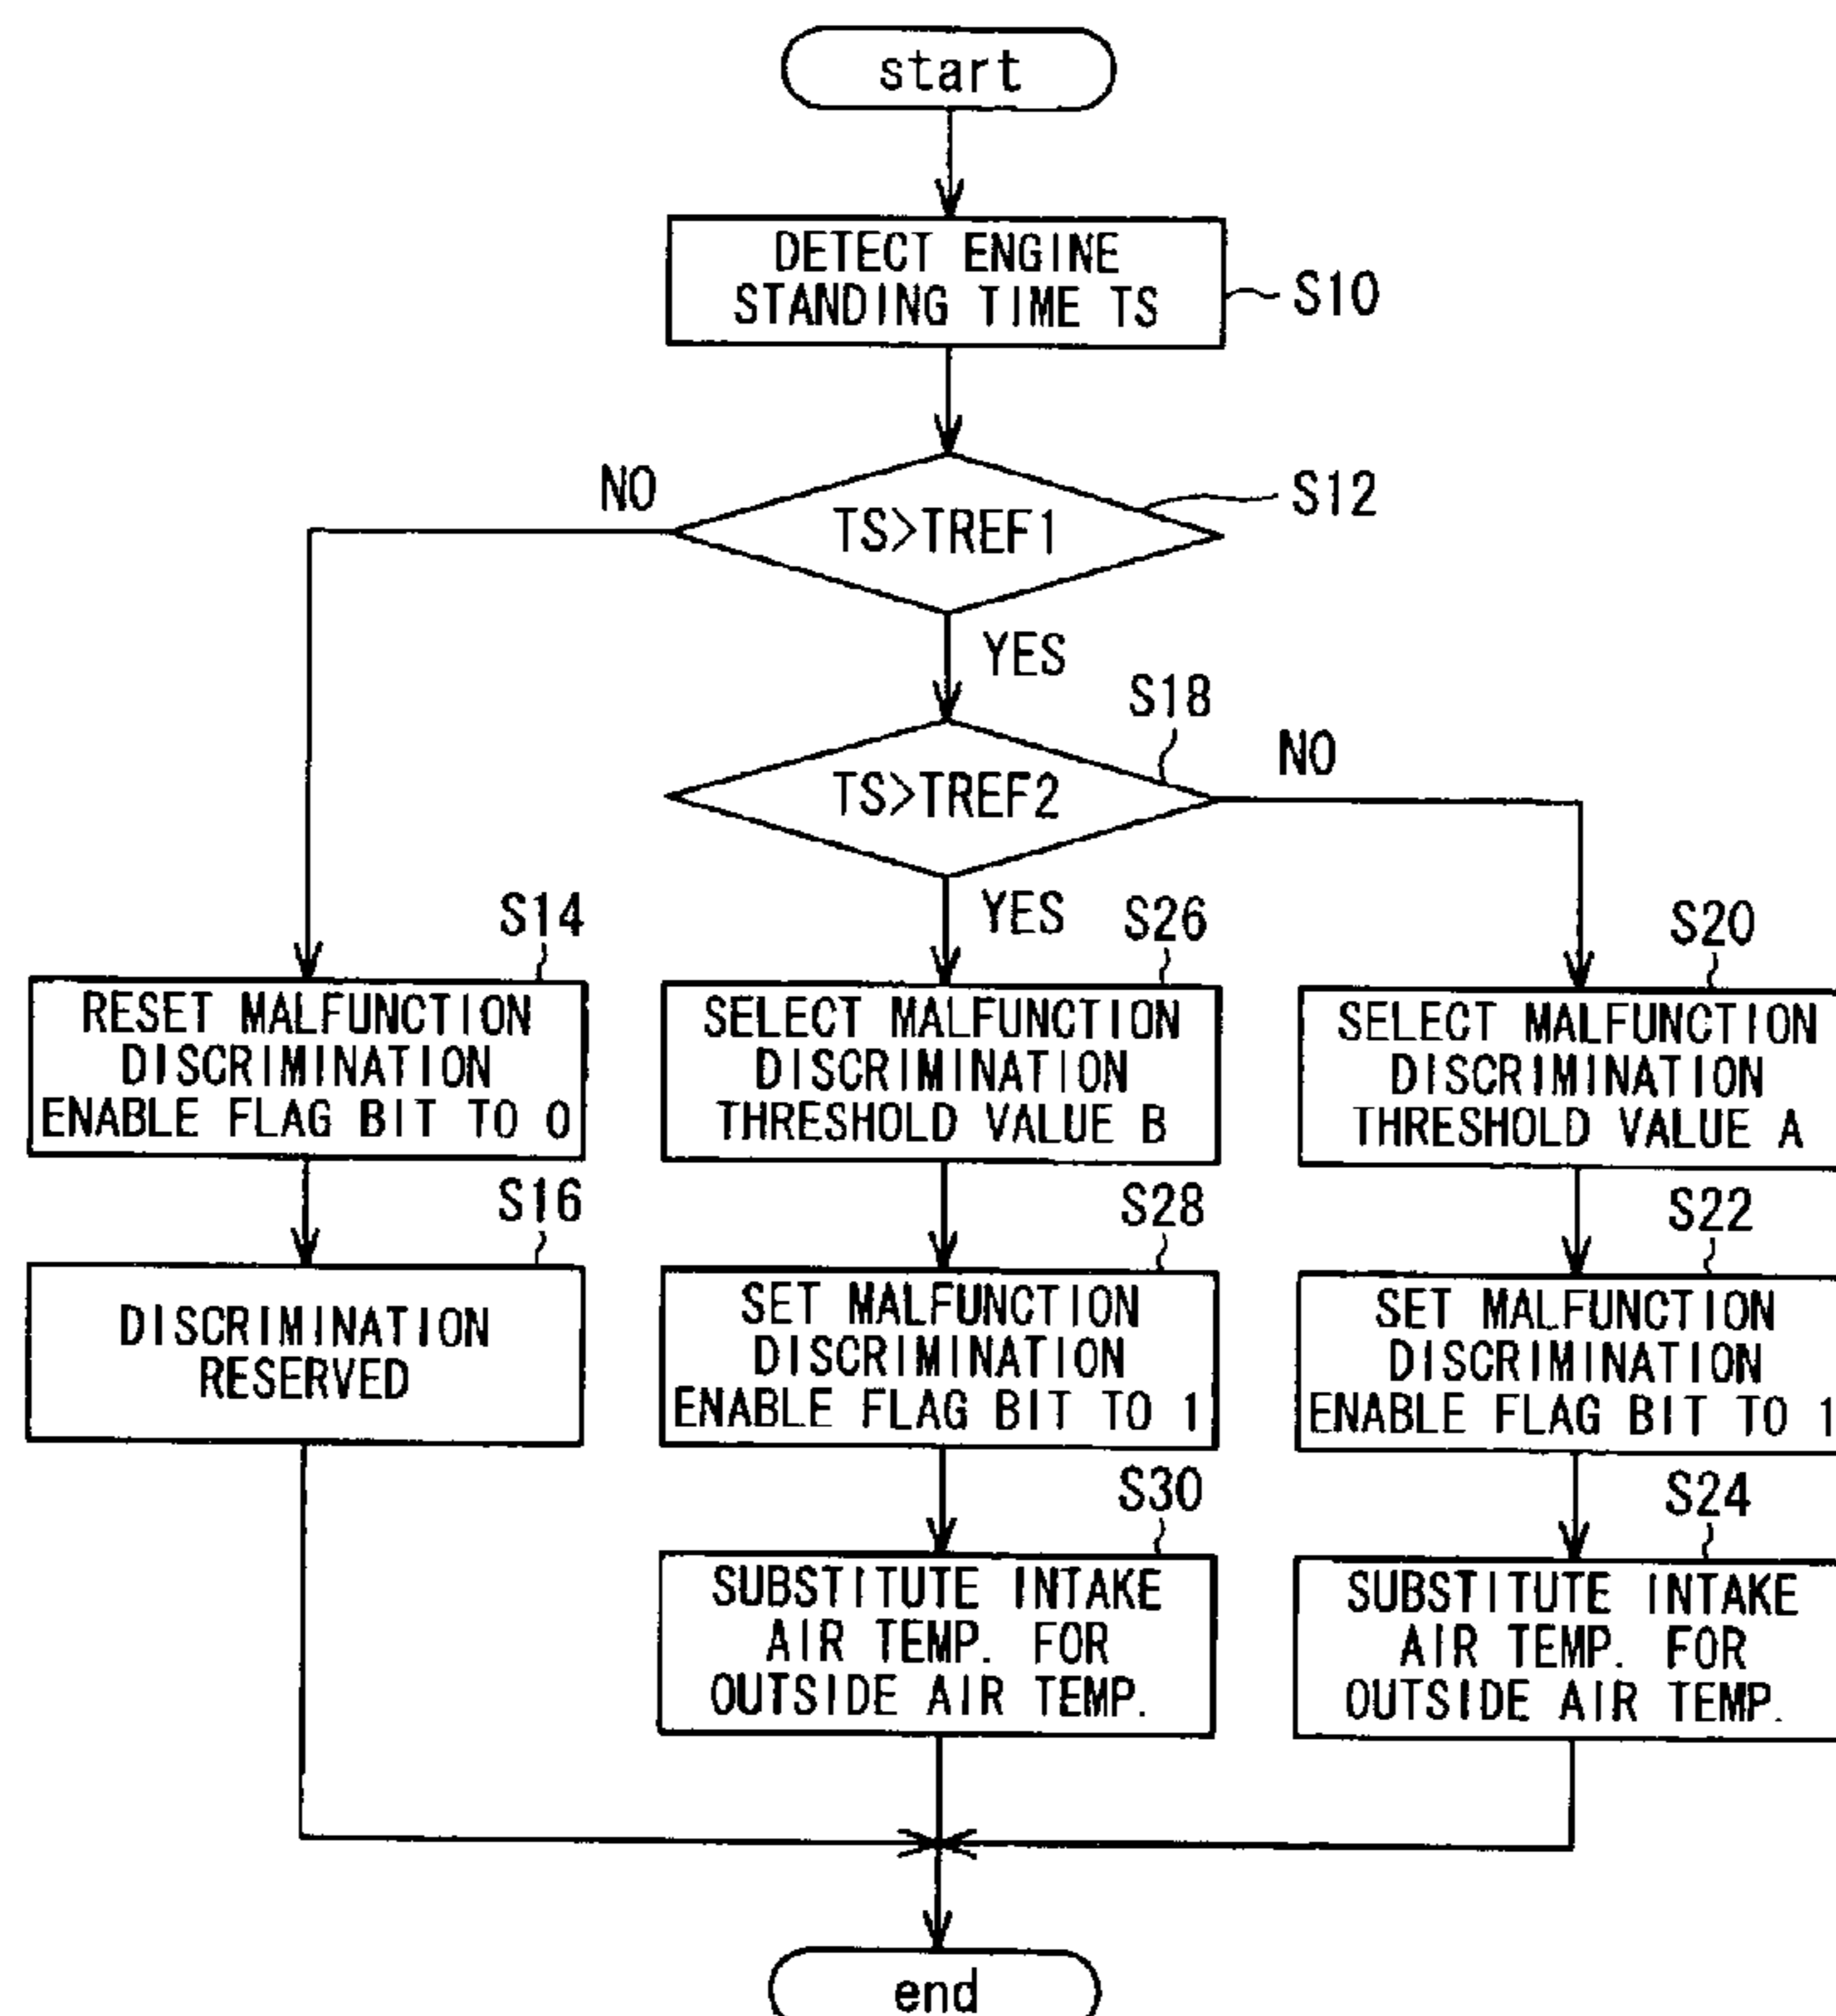 start
DETECT ENGINE
STANDING TIME TS
S10
NO
TS>TREF1
S12
YES
S18
TS>TREF2
NO
YES
S14
S26
S20
RESET MALFUNCTION
DISCRIMINATION
ENABLE FLAG BIT TO 0
SELECT MALFUNCTION
DISCRIMINATION
THRESHOLD VALUE B
SELECT MALFUNCTION
DISCRIMINATION
THRESHOLD VALUE A
S16
S28
S22
DISCRIMINATION
RESERVED
SET MALFUNCTION
DISCRIMINATION
ENABLE FLAG BIT TO 1
SET MALFUNCTION
DISCRIMINATION
ENABLE FLAG BIT TO 1
S30
S24
SUBSTITUTE INTAKE
AIR TEMP. FOR
OUTSIDE AIR TEMP.
SUBSTITUTE INTAKE
AIR TEMP. FOR
OUTSIDE AIR TEMP.
end